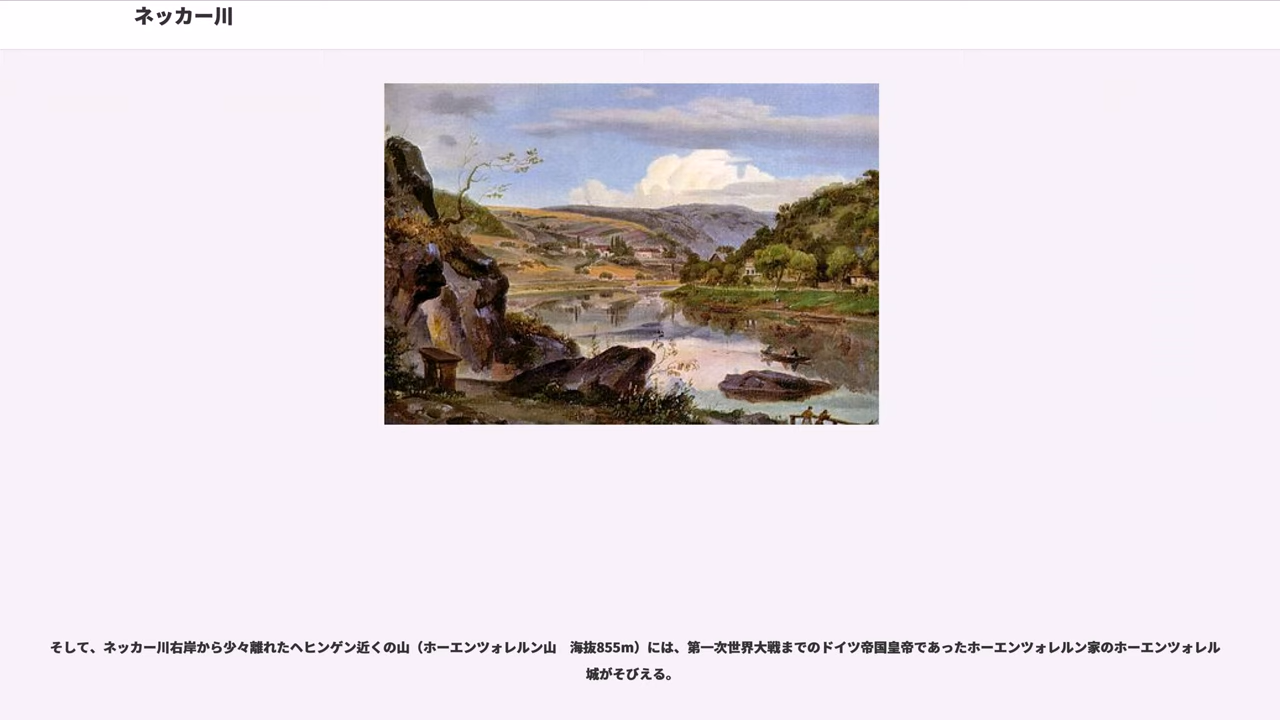 ネッカー川
そして、ネッカー川右岸から少々離れたヘヒンゲン近くの山（ホーエンツォレルン山　海抜855m）には、第一次世界大戦までのドイツ帝国皇帝であったホーエンツォレルン家のホーエンツォレル
城がそびえる。